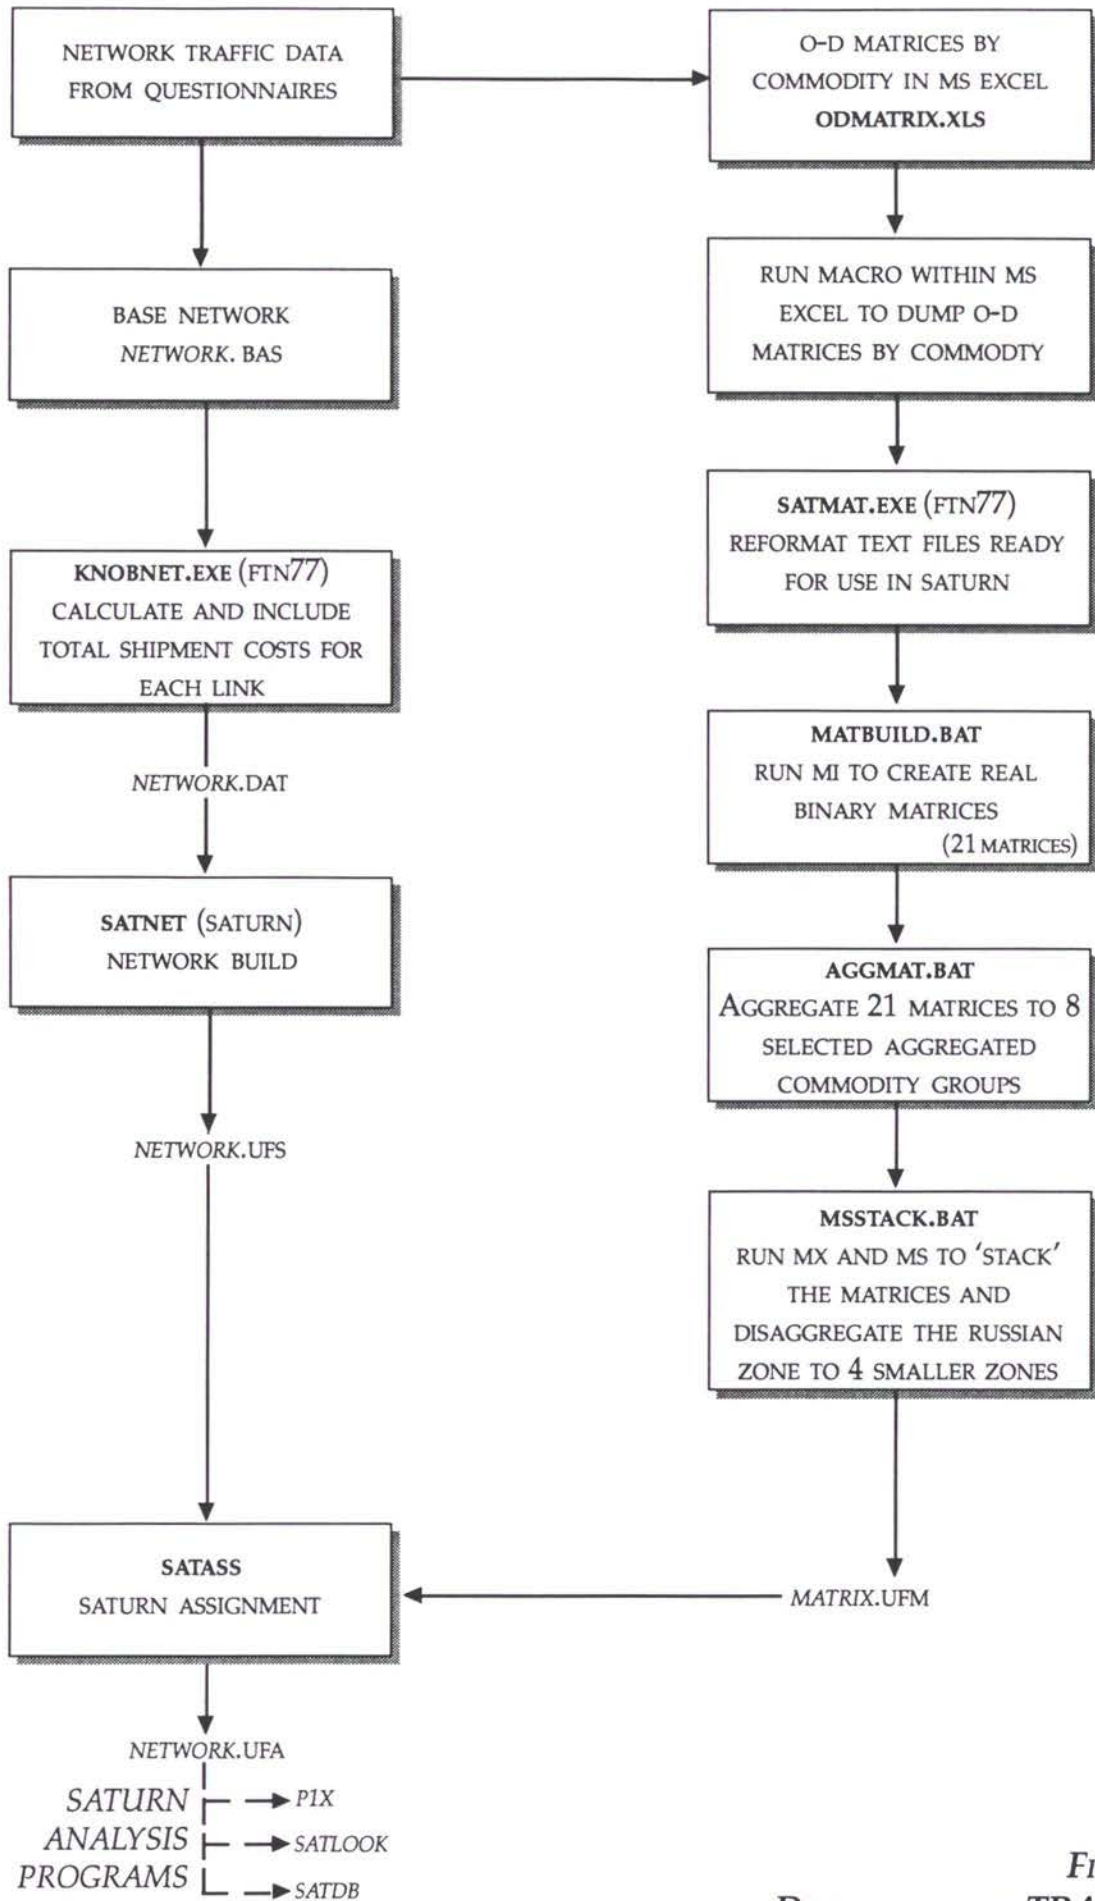 NETWORK TRAFFIC DATA
FROM QUESTIONNAIRES
O-D MATRICES BY
COMMODITY IN MS EXCEL
ODMATRIX.XLS
BASE NETWORK
NETWORK. BAS
RUN MACRO WITHIN MS
EXCEL TO DUMP O-D
MATRICES BY COMMODTY
KNOBNET.EXE (FTN77)
CALCULATE AND INCLUDE
TOTAL SHIPMENT COSTS FOR
EACH LINK
SATMAT.EXE (FTN77)
REFORMAT TEXT FILES READY
FOR USE IN SATURN
NETWORK.DAT
MATBUILD.BAT
RUN MI TO CREATE REAL
BINARY MATRICES
(21 MATRICES)
SATNET (SATURN)
NETWORK BUILD
AGGMAT.BAT
AGGREGATE 21 MATRICES TO 8
SELECTED AGGREGATED
COMMODITY GROUPS
NETWORK.UFS
MSSTACK.BAT
RUN MX AND MS TO 'STACK'
THE MATRICES AND
DISAGGREGATE THE RUSSIAN
ZONE TO 4 SMALLER ZONES
SATASS
SATURN ASSIGNMENT
MATRIX.UFM
NETWORK.UFA
SATURN
ANALYSIS
PROGRAMS
P1X
SATLOOK
SATDB